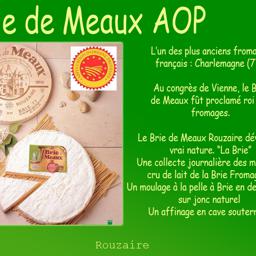 ie de Meaux AOP
L'un des plus anciens froma
français : Charlemagne (7
Au congrès de Vienne, le B
de Meaux fût proclamé roi
fromages.
Le Brie de Meaux Rouzaire dév
vrai nature. "La Brie"
Une collecte journalière des m
cru de lait de la Brie Fromag
Un moulage à la pelle à Brie en de
sur jonc naturel
Un affinage en cave souterr
Brie
Meaux
Rouzaire